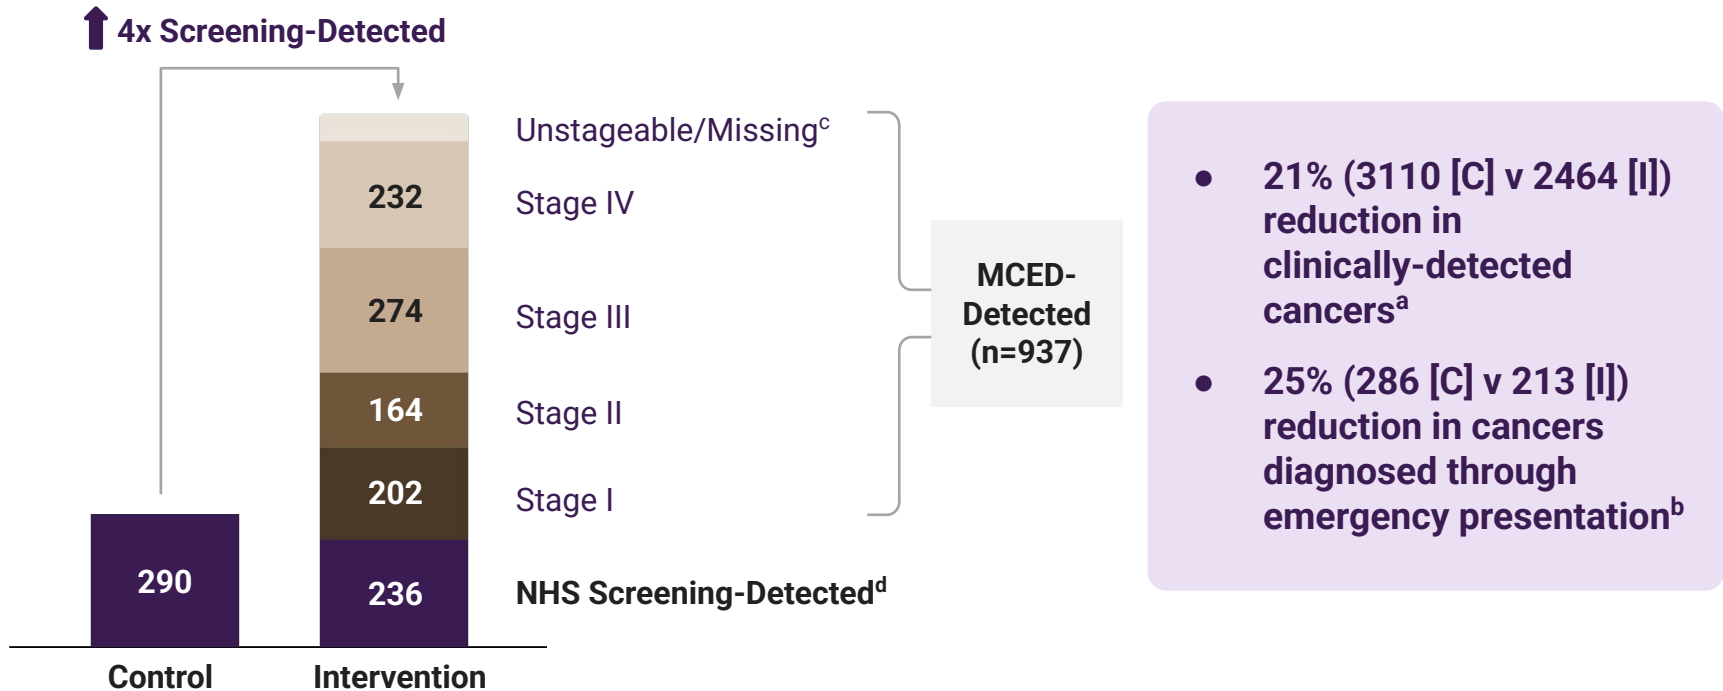 4x Screening-Detected
Unstageable/Missingᶜ
232
Stage IV
274
Stage III
164
Stage II
202
Stage I
290
236
NHS Screening-Detectedᵈ
Control
Intervention
MCED-
Detected
(n=937)
● 21% (3110 [C] v 2464 [I])
reduction in
clinically-detected
cancersᵃ
● 25% (286 [C] v 213 [I])
reduction in cancers
diagnosed through
emergency presentationᵇ